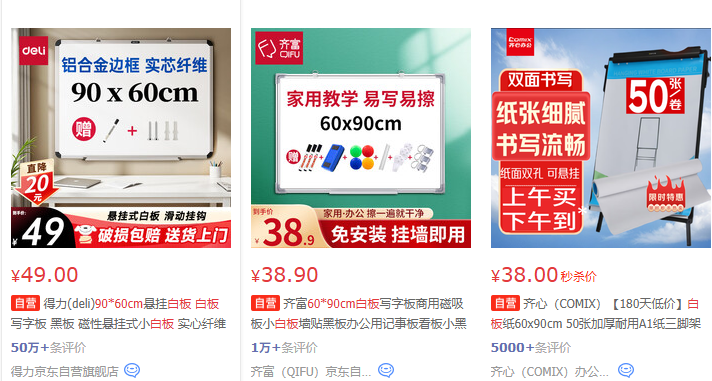 deli
铝合金边框 实芯纤维
90 x 60cm
赠
直降
20
元
到手价:
¥49
悬挂式白板 滑动挂钩
破损包赔 送货上门
¥49.00
自营 得力(deli)90*60cm悬挂白板 白板
写字板 黑板 磁性悬挂式小白板 实心纤维
50万+条评价
得力京东自营旗舰店
齐富
QIFU
家用教学 易写易擦
60x90cm
赠
到手价
¥38.9
家用·办公 擦一遍就干净
免安装 挂墙即用
¥38.90
自营 齐富60*90cm白板写字板商用磁吸
板小白板墙贴黑板办公用记事板看板小黑
1万+条评价
齐富（QIFU）京东自...
COMIX
齐心办公
双面书写
50张/卷
纸张细腻
书写流畅
纸面双孔 可悬挂
上午买
下午到*
限时特惠
¥38.00 秒杀价
自营 齐心（COMIX）【180天低价】白
板纸60x90cm 50张加厚耐用A1纸三脚架
5000+条评价
齐心（COMIX）办公...